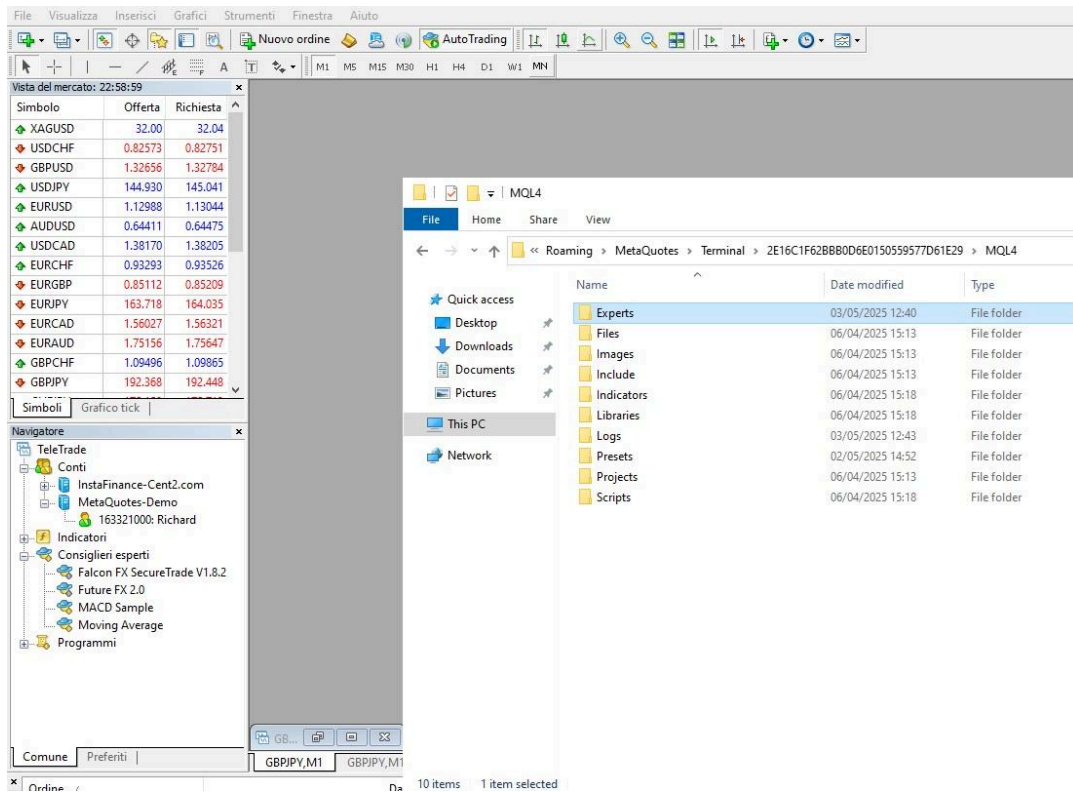 File Visualizza Inserisci Grafici Strumenti Finestra Aiuto
Nuovo ordine AutoTrading
A T M1 M5 M15 M30 H1 H4 D1 W1 MN
Vista del mercato: 22:58:59
Simbolo Offerta Richiesta
XAGUSD 32.00 32.04
USDCHF 0.82573 0.82751
GBPUSD 1.32656 1.32784
USDJPY 144.930 145.041
EURUSD 1.12988 1.13044
AUDUSD 0.64411 0.64475
USDCAD 1.38170 1.38205
EURCHF 0.93293 0.93526
EURGBP 0.85112 0.85209
EURJPY 163.718 164.035
EURCAD 1.56027 1.56321
EURAUD 1.75156 1.75647
GBPCHF 1.09496 1.09865
GBPJPY 192.368 192.448
Simboli Grafico tick
Navigatore
TeleTrade
Conti
InstaFinance-Cent2.com
MetaQuotes-Demo
163321000: Richard
Indicatori
Consiglieri esperti
Falcon FX SecureTrade V1.8.2
Future FX 2.0
MACD Sample
Moving Average
Programmi
Comune Preferiti
Ordine
GB...
GBPJPY,M1 GBPJPY,M1
MQL4
File Home Share View
« Roaming › MetaQuotes › Terminal › 2E16C1F62BBB0D6E0150559577D61E29 › MQL4
Quick access
Desktop
Downloads
Documents
Pictures
This PC
Network
Name Date modified Type
Experts 03/05/2025 12:40 File folder
Files 06/04/2025 15:13 File folder
Images 06/04/2025 15:13 File folder
Include 06/04/2025 15:13 File folder
Indicators 06/04/2025 15:18 File folder
Libraries 06/04/2025 15:18 File folder
Logs 03/05/2025 12:43 File folder
Presets 02/05/2025 14:52 File folder
Projects 06/04/2025 15:13 File folder
Scripts 06/04/2025 15:18 File folder
10 items 1 item selected